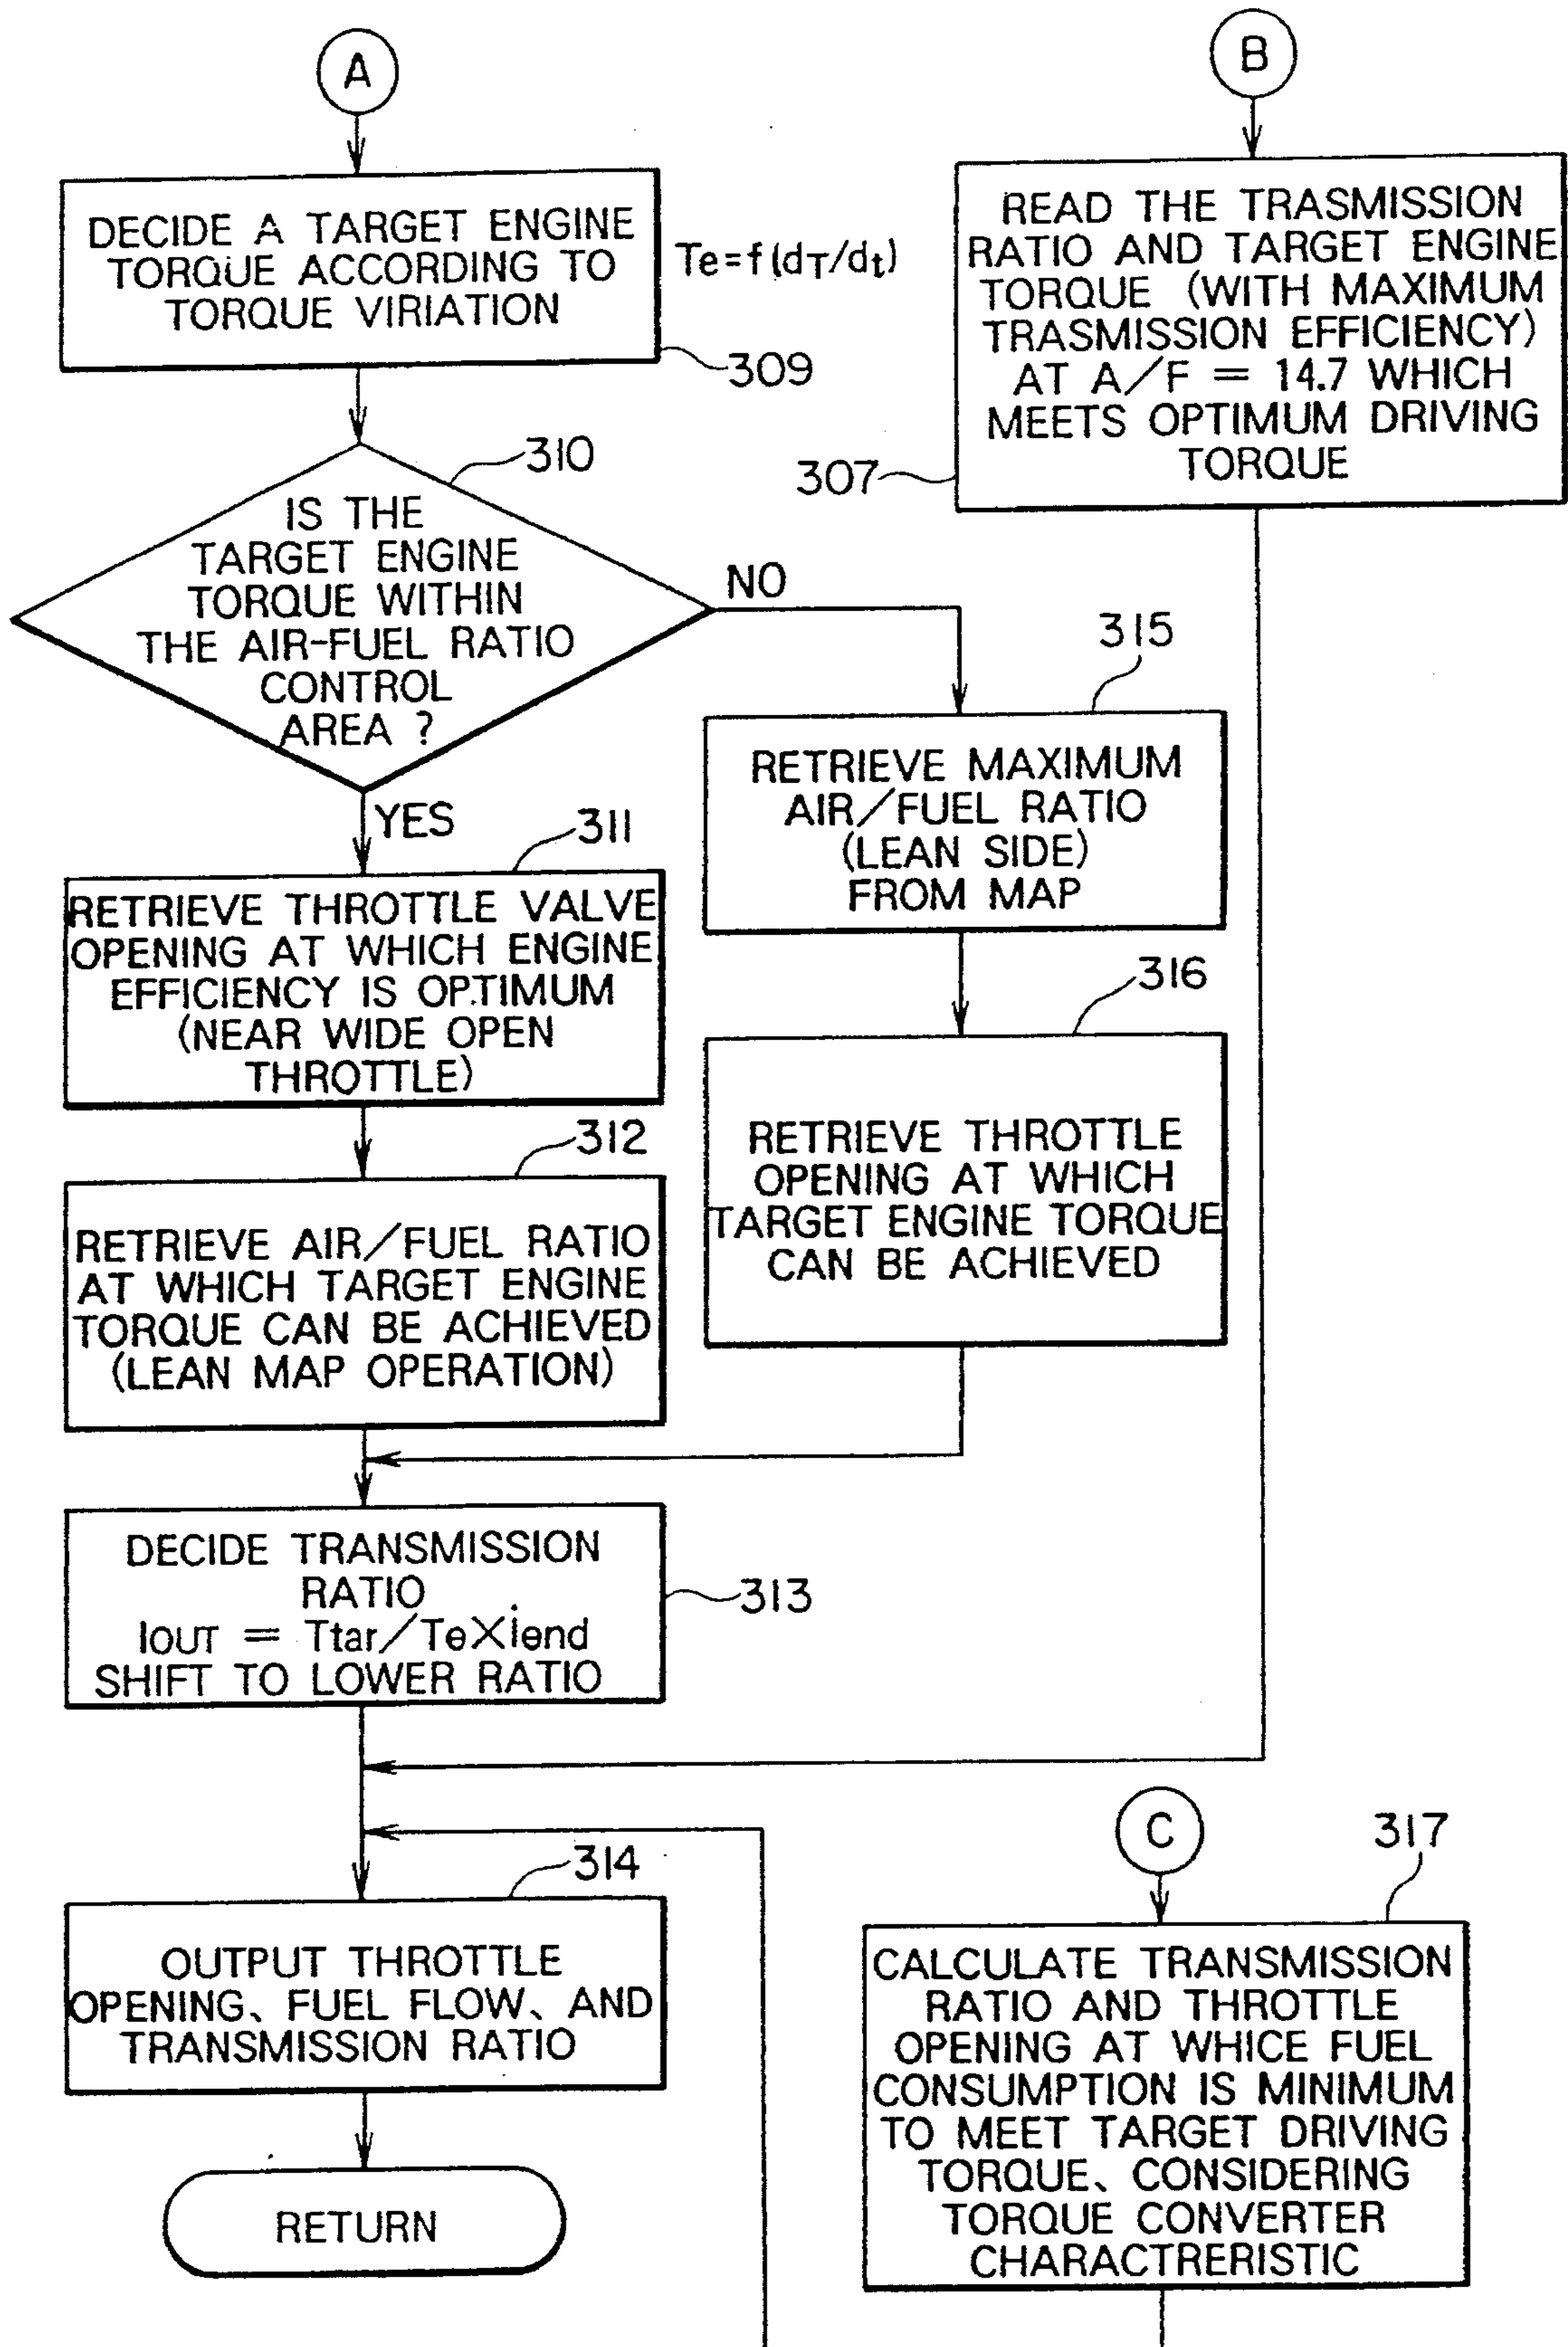 A
DECIDE A TARGET ENGINE
TORQUE ACCORDING TO
TORQUE VIRIATION
Te=f(dT/dt)
309
310
IS THE
TARGET ENGINE
TORQUE WITHIN
THE AIR-FUEL RATIO
CONTROL
AREA ?
NO
YES
311
RETRIEVE THROTTLE VALVE
OPENING AT WHICH ENGINE
EFFICIENCY IS OPTIMUM
(NEAR WIDE OPEN
THROTTLE)
312
RETRIEVE AIR/FUEL RATIO
AT WHICH TARGET ENGINE
TORQUE CAN BE ACHIEVED
(LEAN MAP OPERATION)
315
RETRIEVE MAXIMUM
AIR/FUEL RATIO
(LEAN SIDE)
FROM MAP
316
RETRIEVE THROTTLE
OPENING AT WHICH
TARGET ENGINE TORQUE
CAN BE ACHIEVED
DECIDE TRANSMISSION
RATIO
IOUT = Ttar/Te×iend
SHIFT TO LOWER RATIO
313
314
OUTPUT THROTTLE
OPENING、FUEL FLOW、AND
TRANSMISSION RATIO
RETURN
B
READ THE TRASMISSION
RATIO AND TARGET ENGINE
TORQUE (WITH MAXIMUM
TRASMISSION EFFICIENCY)
AT A/F = 14.7 WHICH
MEETS OPTIMUM DRIVING
TORQUE
307
C
317
CALCULATE TRANSMISSION
RATIO AND THROTTLE
OPENING AT WHICE FUEL
CONSUMPTION IS MINIMUM
TO MEET TARGET DRIVING
TORQUE、CONSIDERING
TORQUE CONVERTER
CHARACTRERISTIC